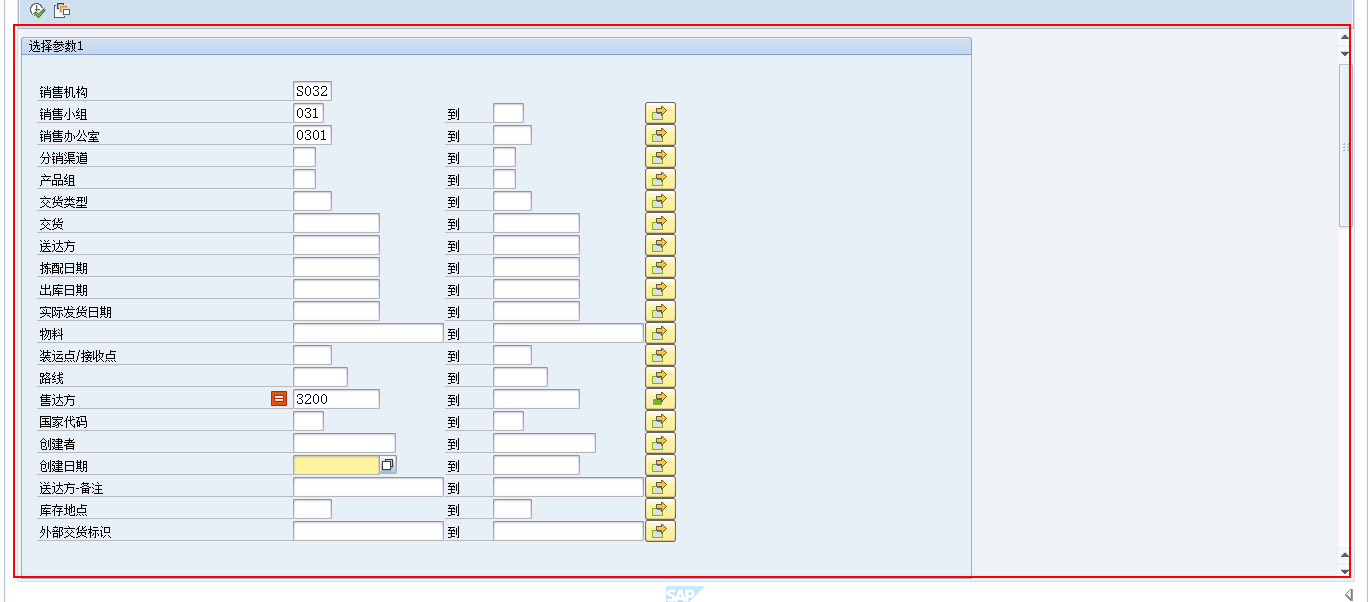 选择参数1
销售机构 S032
销售小组 031 到
销售办公室 0301 到
分销渠道 到
产品组 到
交货类型 到
交货 到
送达方 到
拣配日期 到
出库日期 到
实际发货日期 到
物料 到
装运点/接收点 到
路线 到
售达方 = 3200 到
国家代码 到
创建者 到
创建日期 到
送达方-备注 到
库存地点 到
外部交货标识 到
SAP